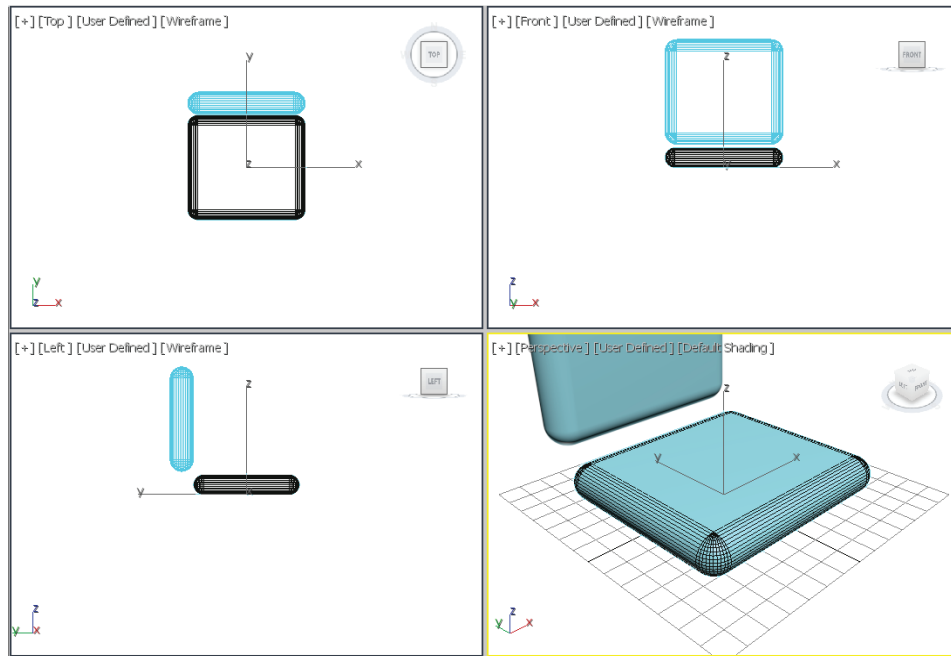 [+] [Top] [User Defined] [Wireframe]
TOP
y
z
x
y
z
x
[+] [Front] [User Defined] [Wireframe]
FRONT
z
y
x
z
y
x
[+] [Left] [User Defined] [Wireframe]
LEFT
z
y
z
y
x
[+] [Perspective] [User Defined] [Default Shading]
FRONT
z
y
x
z
y
x